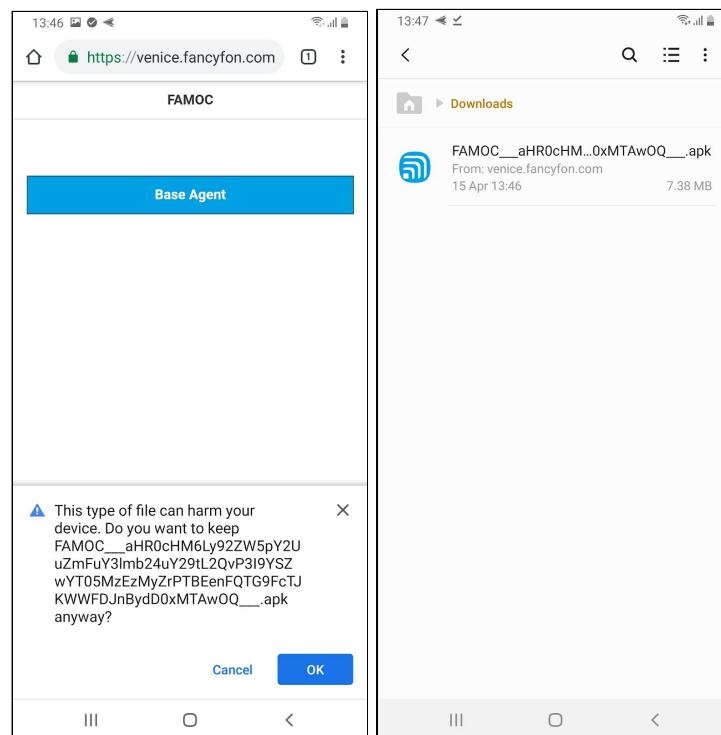 13:46
https://venice.fancyfon.com
1
FAMOC
Base Agent
This type of file can harm your
device. Do you want to keep
FAMOC___aHR0cHM6Ly92ZW5pY2U
uZmFuY3lmb24uY29tL2QvP3I9YSZ
wYT05MzEzMyZrPTBEenFQTG9FcTJ
KWWFDJnBydD0xMTAwOQ___.apk
anyway?
Cancel
OK
13:47
Downloads
FAMOC___aHR0cHM...0xMTAwOQ___.apk
From: venice.fancyfon.com
15 Apr 13:46
7.38 MB